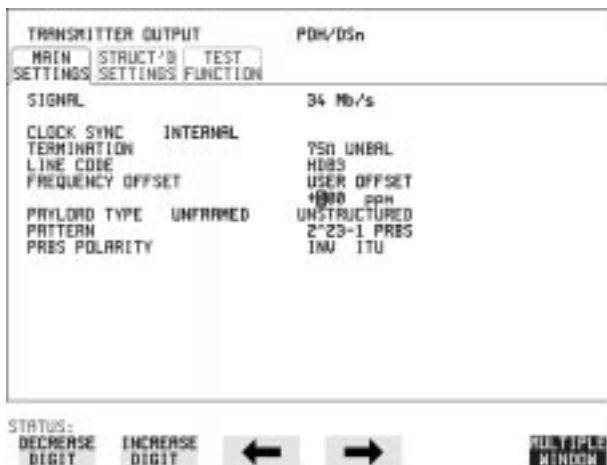 TRANSMITTER OUTPUT PDH/DSn
MAIN SETTINGS STRUCT'D SETTINGS TEST FUNCTION
SIGNAL 34 Mb/s
CLOCK SYNC INTERNAL
TERMINATION 75Ω UNBAL
LINE CODE HDB3
FREQUENCY OFFSET USER OFFSET
+000 PPM
PAYLOAD TYPE UNFRAMED UNSTRUCTURED
PATTERN 2^23-1 PRBS
PRBS POLARITY INV ITU
STATUS:
DECREASE DIGIT INCREASE DIGIT MULTIPLE WINDOW